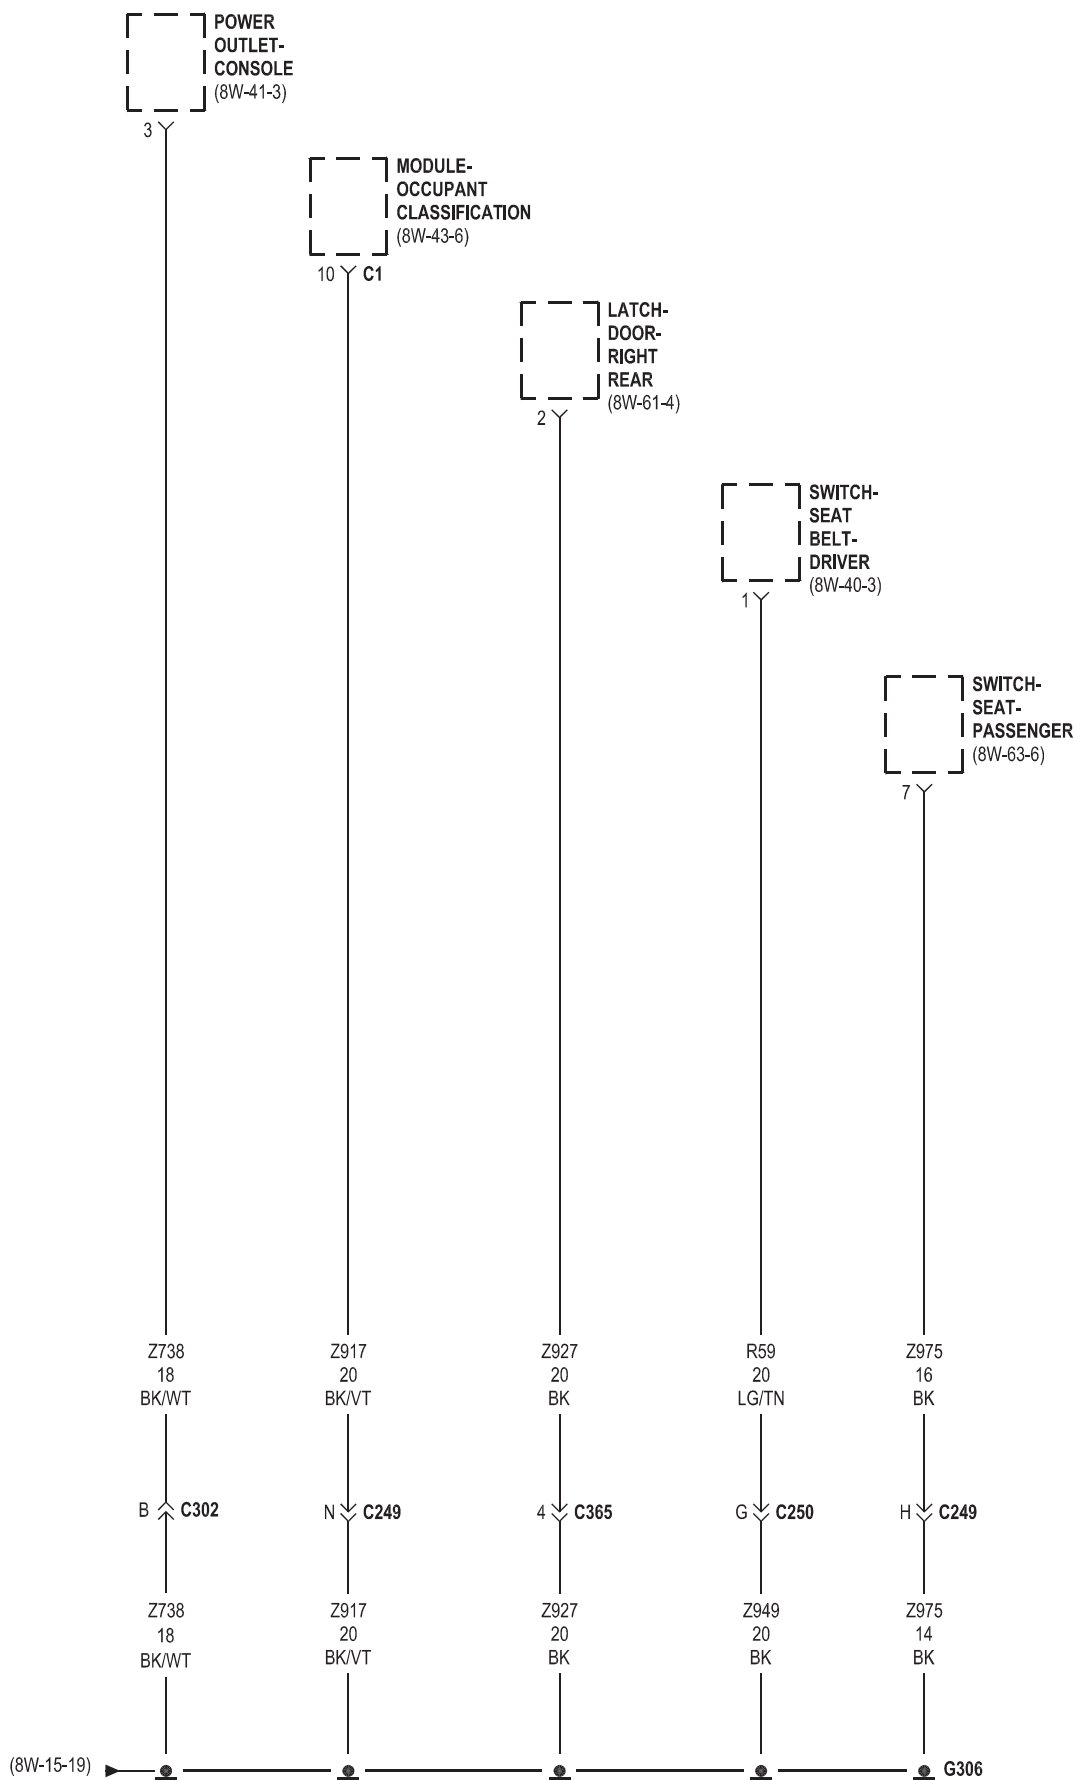 POWER
OUTLET-
CONSOLE
(8W-41-3)
3
MODULE-
OCCUPANT
CLASSIFICATION
(8W-43-6)
10 C1
LATCH-
DOOR-
RIGHT
REAR
(8W-61-4)
2
SWITCH-
SEAT
BELT-
DRIVER
(8W-40-3)
1
SWITCH-
SEAT-
PASSENGER
(8W-63-6)
7
Z738 Z917 Z927 R59 Z975
18 20 20 20 16
BK/WT BK/VT BK LG/TN BK
B C302 N C249 4 C365 G C250 H C249
Z738 Z917 Z927 Z949 Z975
18 20 20 20 14
BK/WT BK/VT BK BK BK
(8W-15-19) G306